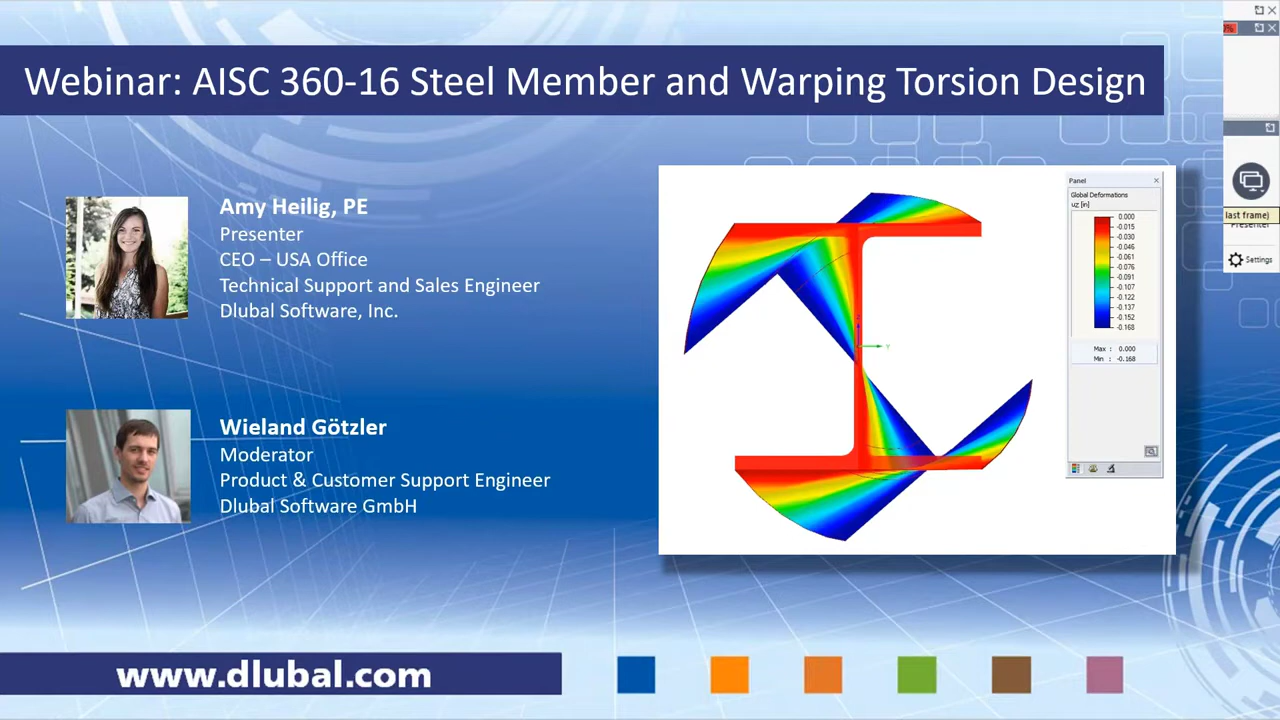 Webinar: AISC 360-16 Steel Member and Warping Torsion Design
Amy Heilig, PE
Presenter
CEO – USA Office
Technical Support and Sales Engineer
Dlubal Software, Inc.
Wieland Götzler
Moderator
Product & Customer Support Engineer
Dlubal Software GmbH
Panel
Global Deformations
uz [in]
0.000
-0.015
-0.030
-0.046
-0.061
-0.076
-0.091
-0.107
-0.122
-0.137
-0.152
-0.168
Max : 0.000
Min : -0.168
Z
Y
last frame)
Settings
www.dlubal.com